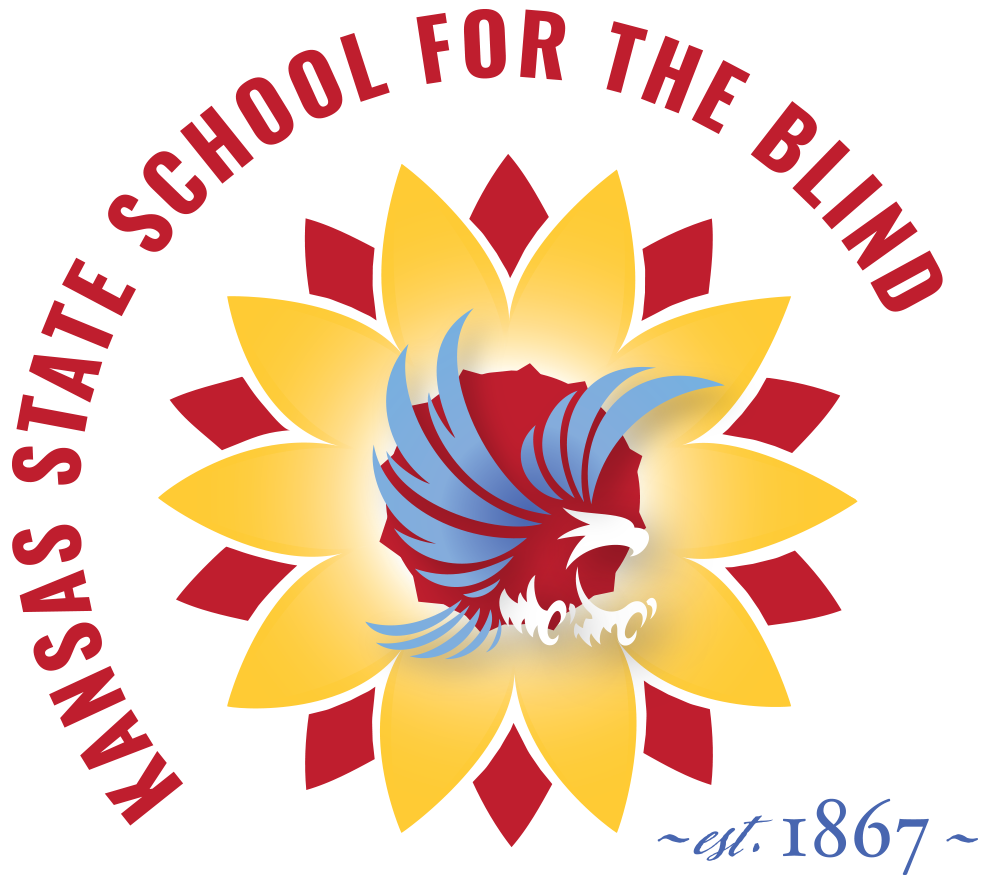 KANSAS STATE SCHOOL FOR THE BLIND
~est. 1867~